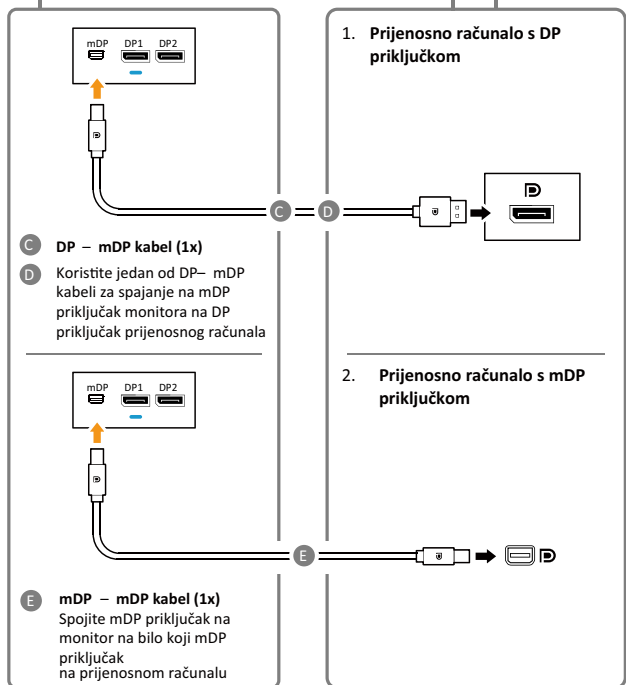 mDP DP1 DP2
1. Prijenosno računalo s DP
priključkom
C D
C DP – mDP kabel (1x)
D Koristite jedan od DP– mDP
kabeli za spajanje na mDP
priključak monitora na DP
priključak prijenosnog računala
mDP DP1 DP2
2. Prijenosno računalo s mDP
priključkom
E
E mDP – mDP kabel (1x)
Spojite mDP priključak na
monitor na bilo koji mDP
priključak
na prijenosnom računalu